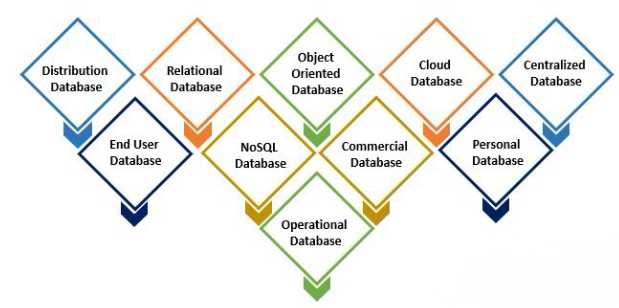 Distribution
Database
Relational
Database
Object
Oriented
Database
Cloud
Database
Centralized
Database
End User
Database
NoSQL
Database
Commercial
Database
Personal
Database
Operational
Database